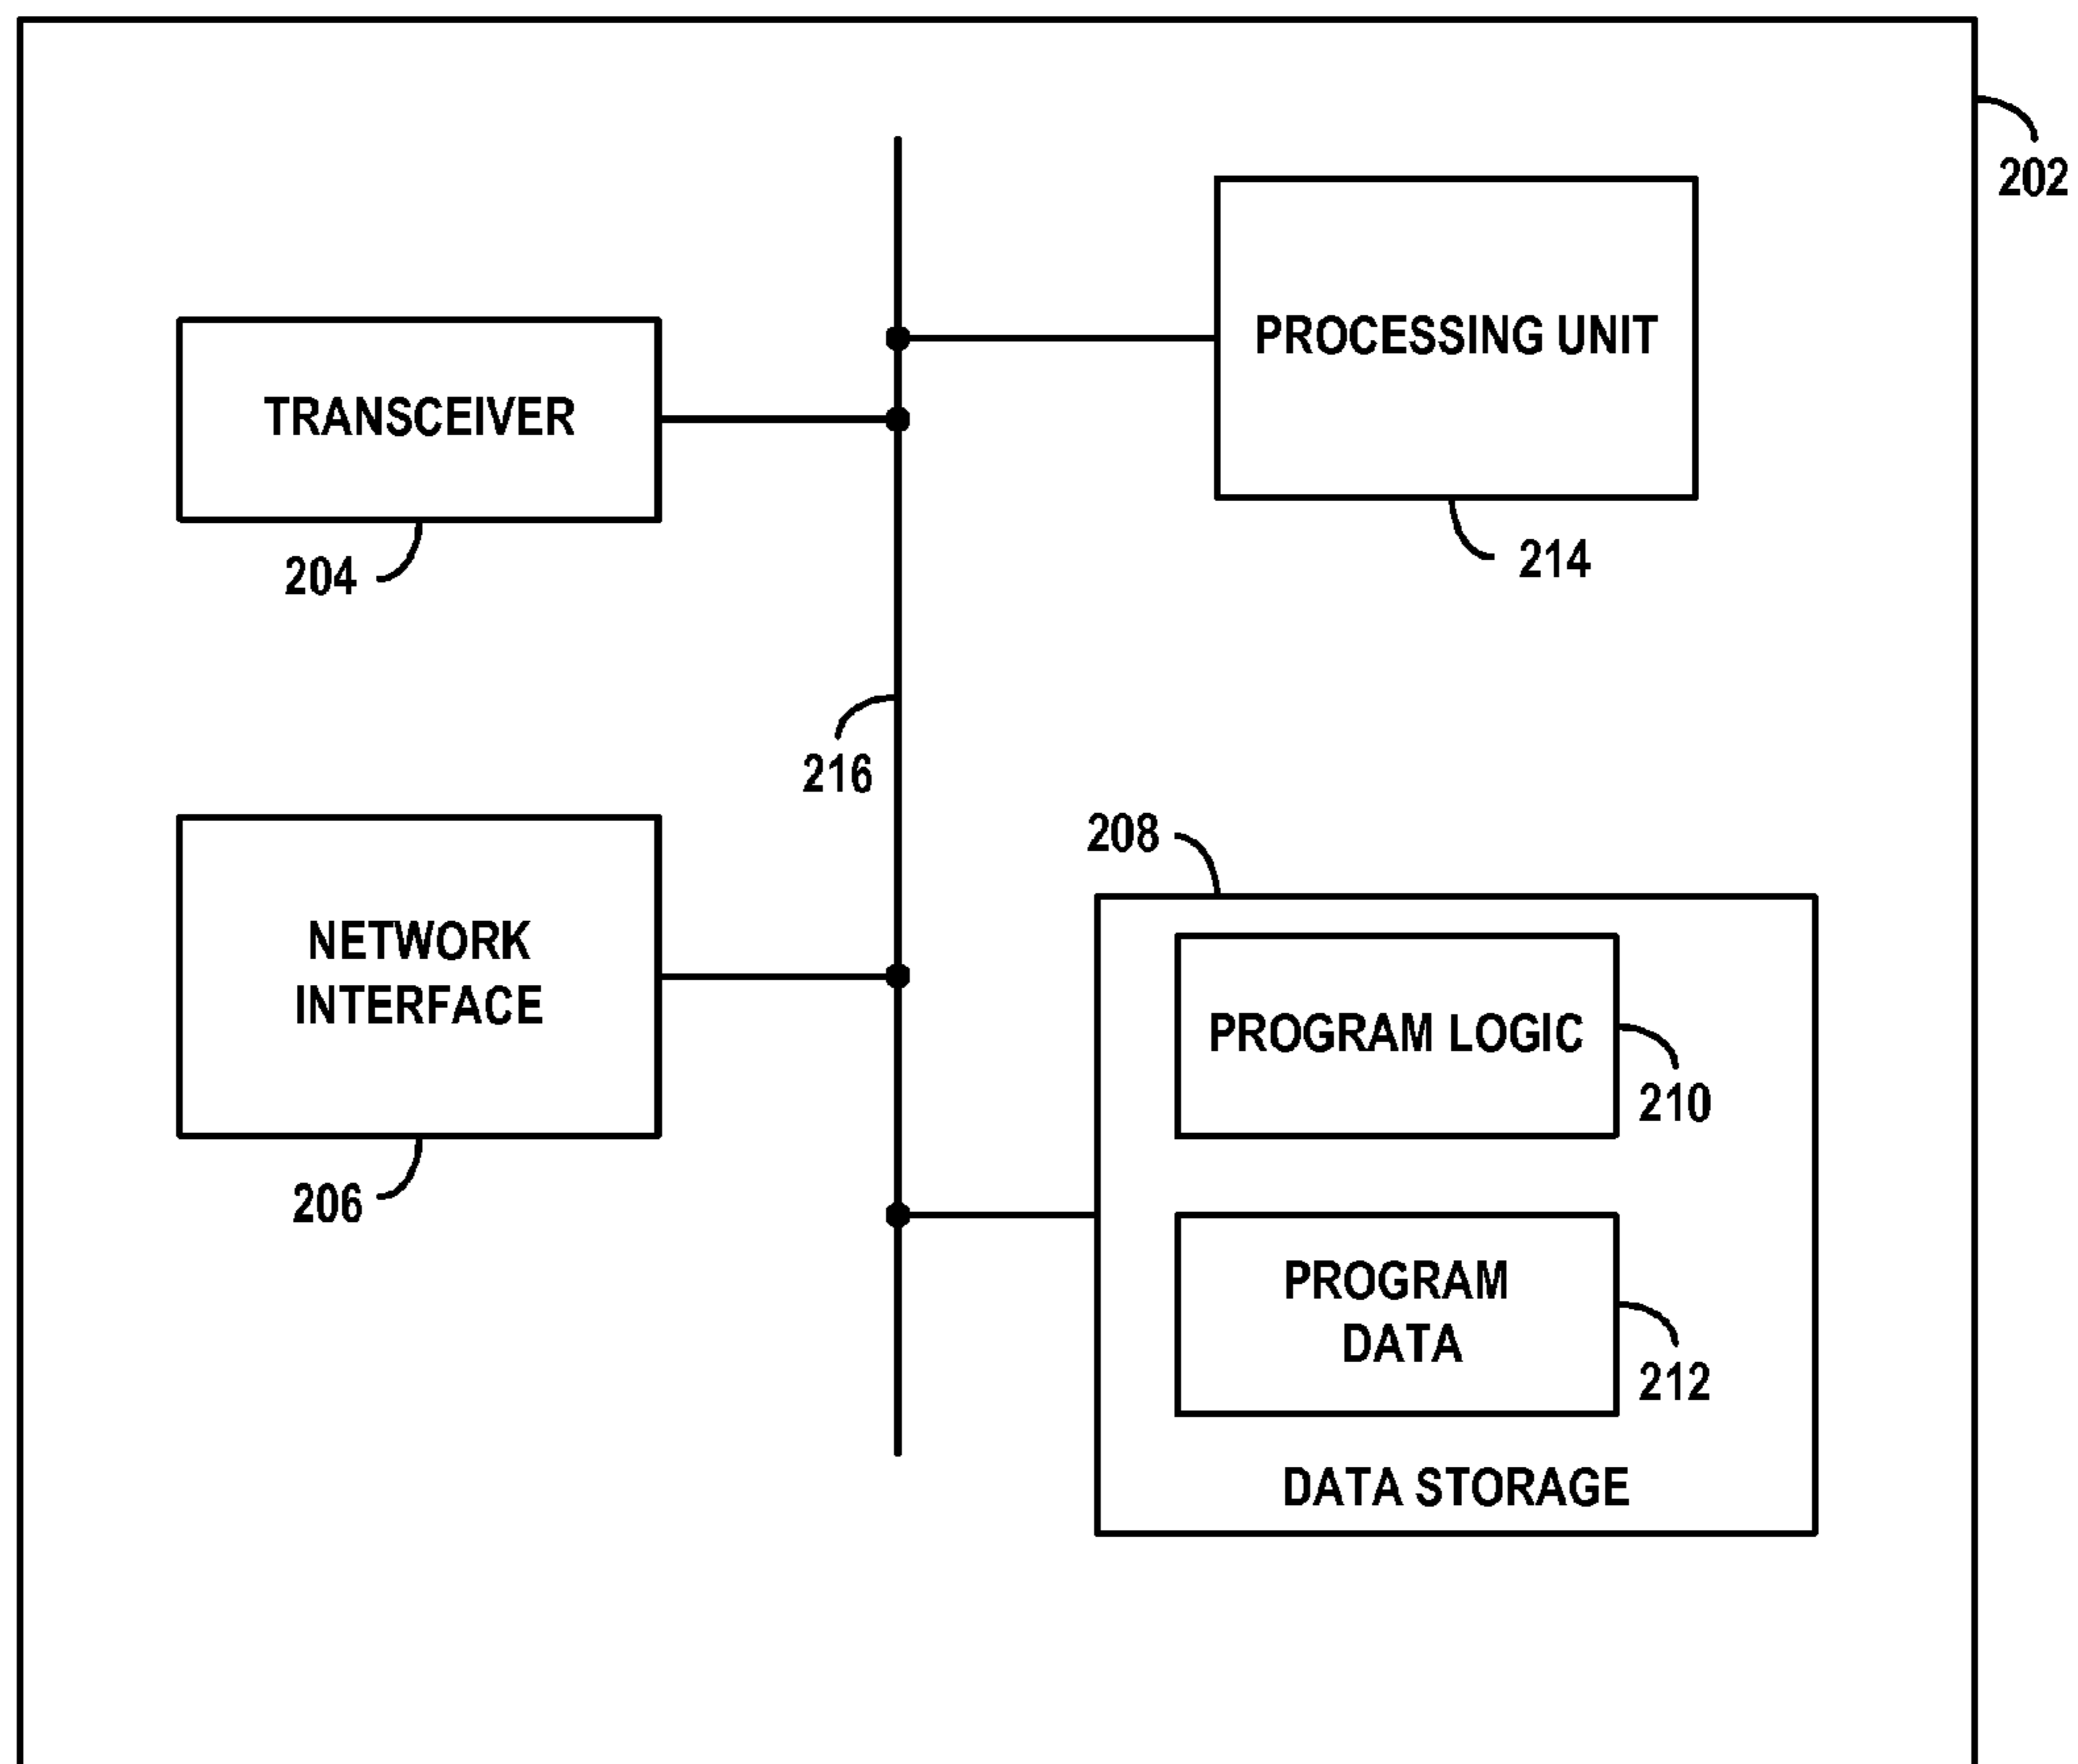 202
PROCESSING UNIT
TRANSCEIVER
214
204
216
208
NETWORK
INTERFACE
PROGRAM LOGIC
210
206
PROGRAM
DATA
212
DATA STORAGE